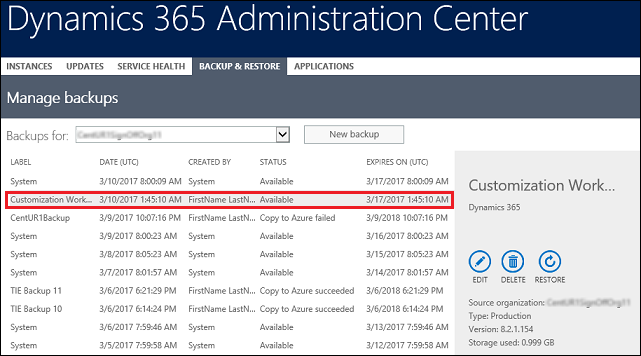 Dynamics 365 Administration Center
INSTANCES UPDATES SERVICE HEALTH BACKUP & RESTORE APPLICATIONS
Manage backups
Backups for: New backup
LABEL DATE (UTC) CREATED BY STATUS EXPIRES ON (UTC)
System 3/10/2017 8:00:09 AM System Available 3/17/2017 8:00:09 AM
Customization Work... 3/10/2017 1:45:10 AM FirstName LastN... Available 3/17/2017 1:45:10 AM
CentUR1Backup 3/9/2017 10:07:16 PM FirstName LastN... Copy to Azure failed 3/9/2018 10:07:16 PM
System 3/9/2017 8:00:23 AM System Available 3/16/2017 8:00:23 AM
System 3/8/2017 8:05:23 AM System Available 3/15/2017 8:05:23 AM
System 3/7/2017 8:01:57 AM System Available 3/14/2017 8:01:57 AM
TIE Backup 11 3/6/2017 6:21:29 PM FirstName LastN... Copy to Azure succeeded 3/6/2018 6:21:29 PM
TIE Backup 10 3/6/2017 6:14:24 PM FirstName LastN... Copy to Azure succeeded 3/6/2018 6:14:24 PM
System 3/6/2017 7:59:46 AM System Available 3/13/2017 7:59:46 AM
System 3/5/2017 7:59:58 AM System Available 3/12/2017 7:59:58 AM
Customization Work...
Dynamics 365
EDIT DELETE RESTORE
Source organization:
Type: Production
Version: 8.2.1.154
Storage used: 0.999 GB